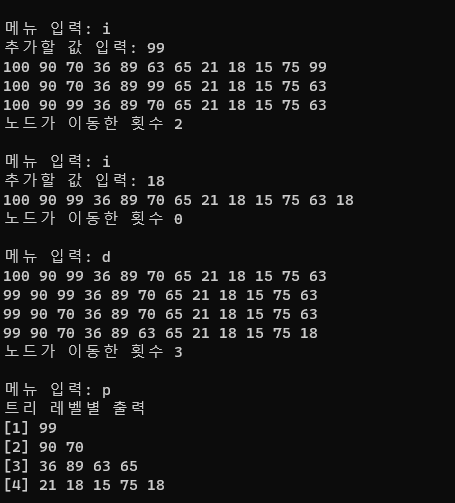 메뉴 입력: i
추가할 값 입력: 99
100 90 70 36 89 63 65 21 18 15 75 99
100 90 70 36 89 99 65 21 18 15 75 63
100 90 99 36 89 70 65 21 18 15 75 63
노드가 이동한 횟수 2
메뉴 입력: i
추가할 값 입력: 18
100 90 99 36 89 70 65 21 18 15 75 63 18
노드가 이동한 횟수 0
메뉴 입력: d
100 90 99 36 89 70 65 21 18 15 75 63
99 90 99 36 89 70 65 21 18 15 75 63
99 90 70 36 89 70 65 21 18 15 75 63
99 90 70 36 89 63 65 21 18 15 75 18
노드가 이동한 횟수 3
메뉴 입력: p
트리 레벨별 출력
[1] 99
[2] 90 70
[3] 36 89 63 65
[4] 21 18 15 75 18